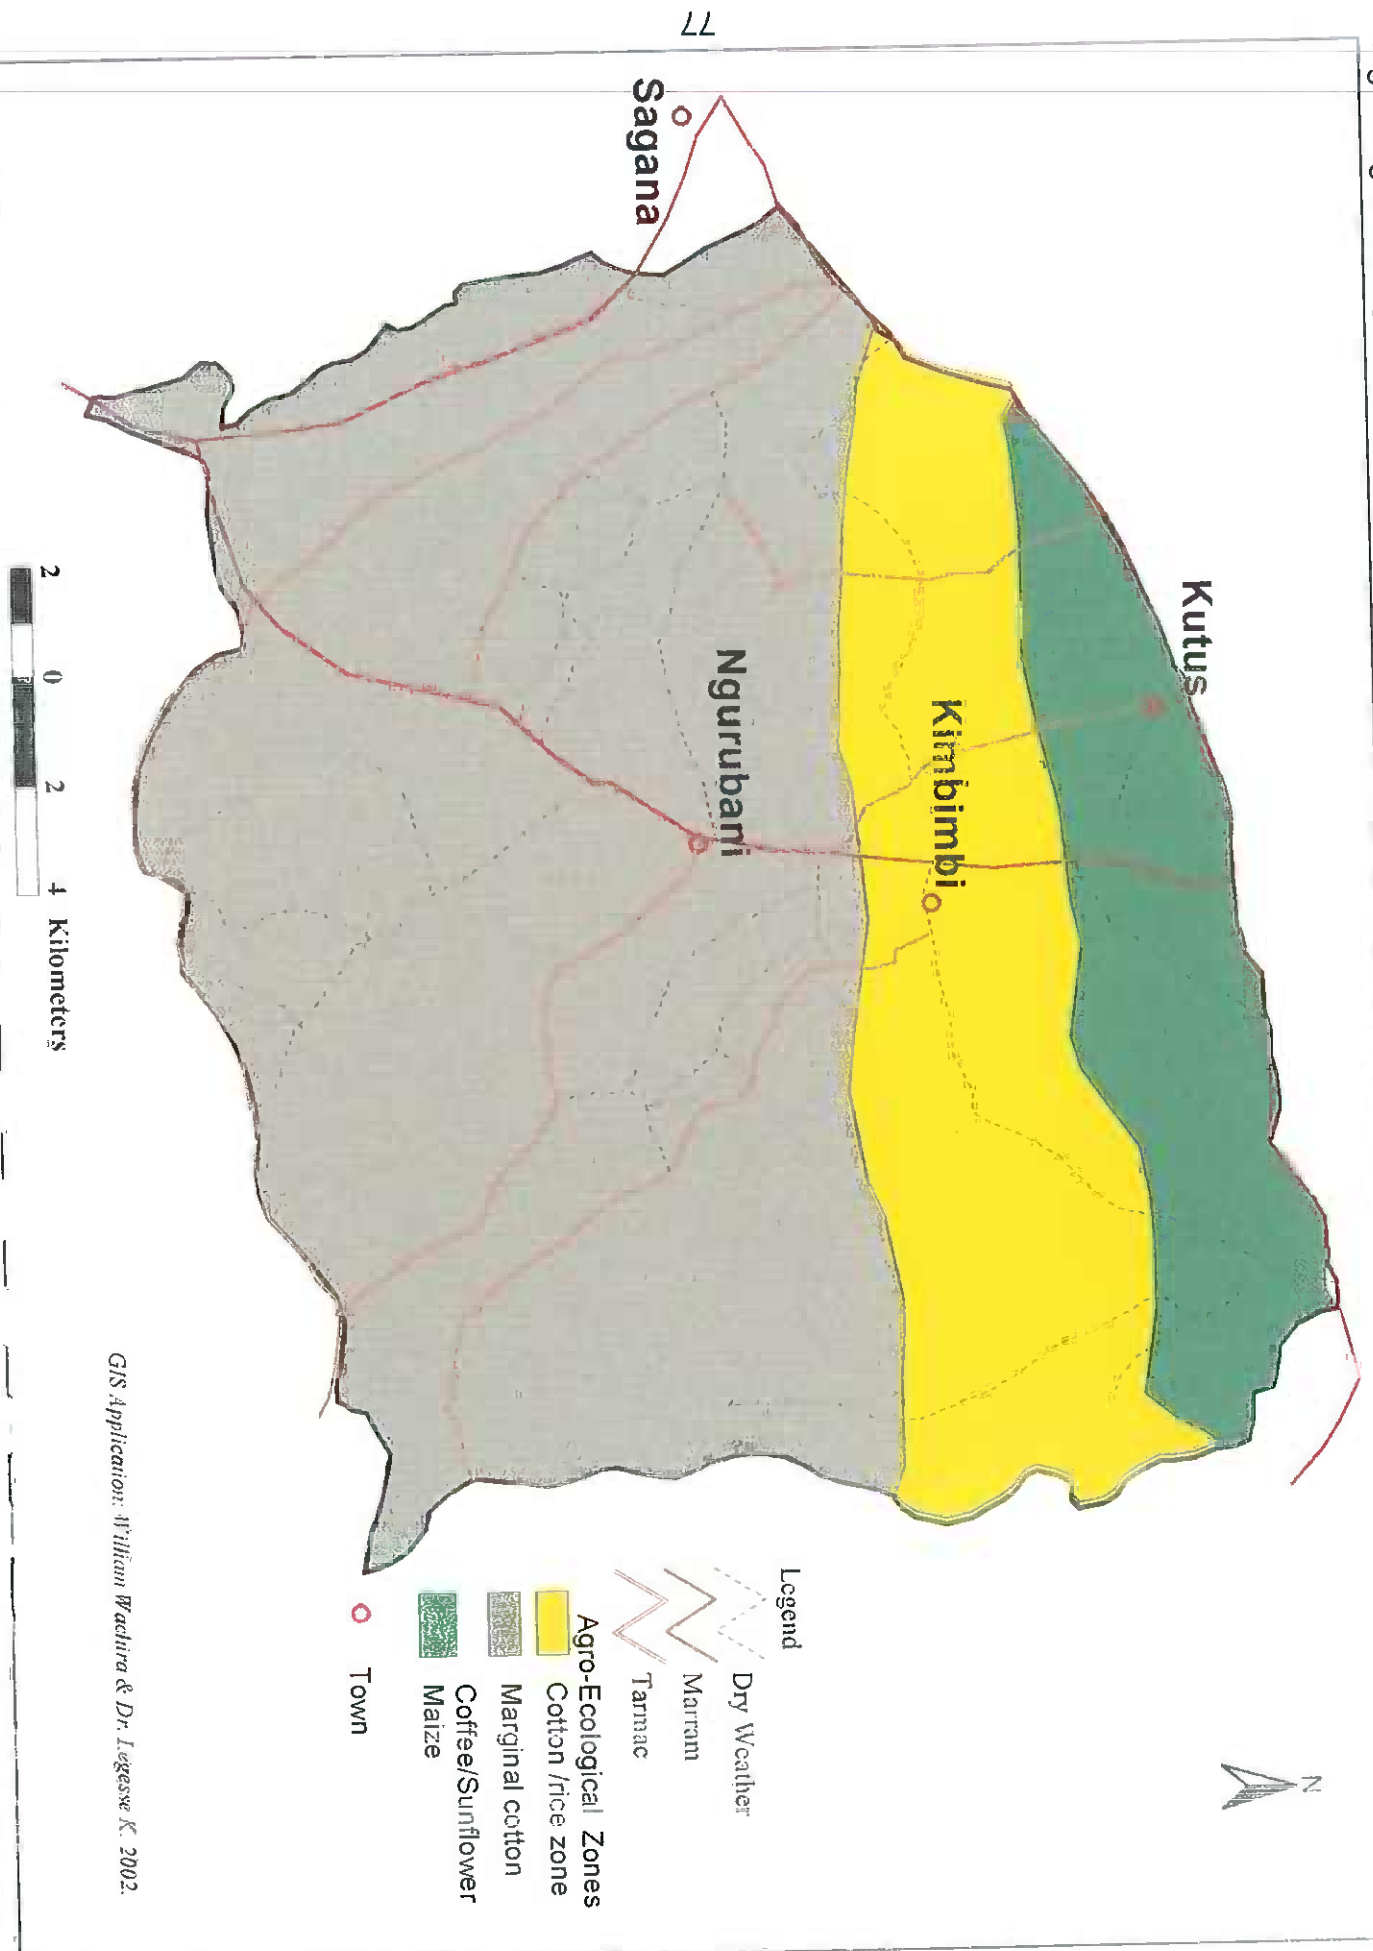 77
Sagana
Kutus
Kimbimbi
Ngurubani
N
Legend
Dry Weather
Marram
Tarmac
Agro-Ecological Zones
Cotton /rice zone
Marginal cotton
Coffee/Sunflower
Maize
Town
2 0 2 4 Kilometers
GIS Application: William Wachira & Dr. Legesse K. 2002.